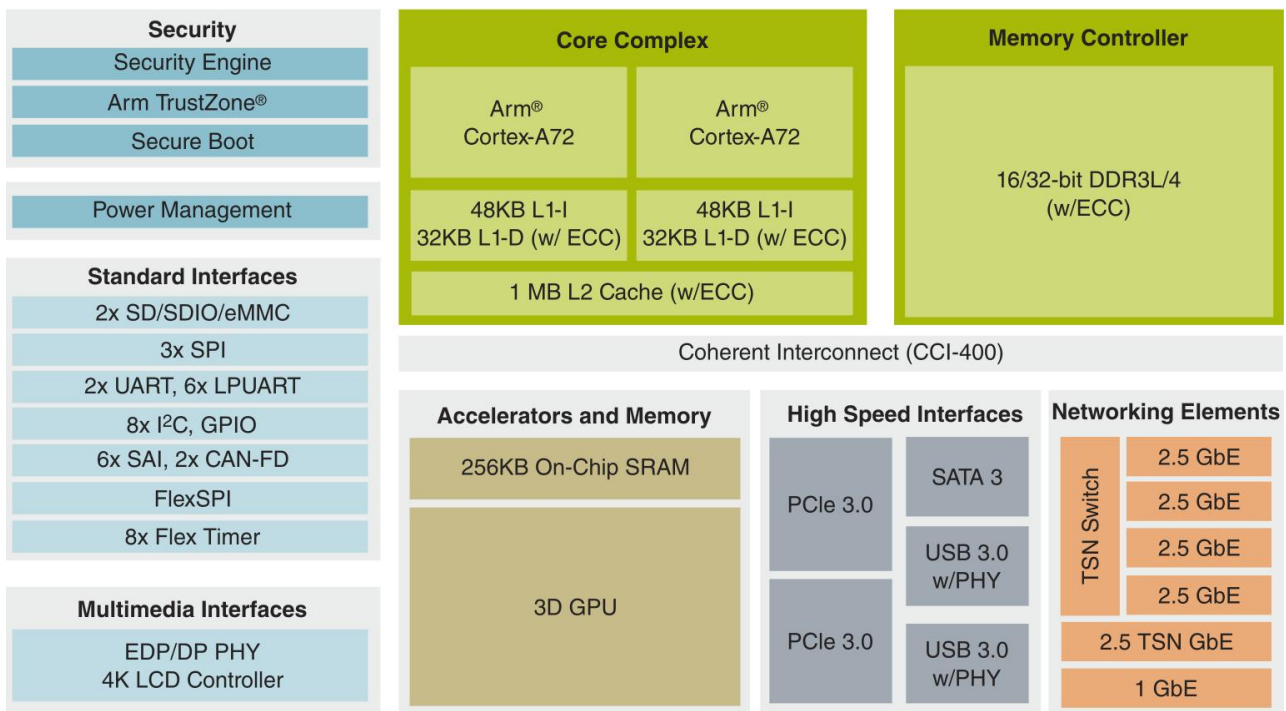 Security
Security Engine
Arm TrustZone®
Secure Boot
Power Management
Standard Interfaces
2x SD/SDIO/eMMC
3x SPI
2x UART, 6x LPUART
8x I²C, GPIO
6x SAI, 2x CAN-FD
FlexSPI
8x Flex Timer
Multimedia Interfaces
EDP/DP PHY
4K LCD Controller
Core Complex
Arm®
Cortex-A72
Arm®
Cortex-A72
48KB L1-I
32KB L1-D (w/ ECC)
48KB L1-I
32KB L1-D (w/ ECC)
1 MB L2 Cache (w/ECC)
Memory Controller
16/32-bit DDR3L/4
(w/ECC)
Coherent Interconnect (CCI-400)
Accelerators and Memory
256KB On-Chip SRAM
3D GPU
High Speed Interfaces
PCIe 3.0
PCIe 3.0
SATA 3
USB 3.0
w/PHY
USB 3.0
w/PHY
Networking Elements
TSN Switch
2.5 GbE
2.5 GbE
2.5 GbE
2.5 GbE
2.5 TSN GbE
1 GbE